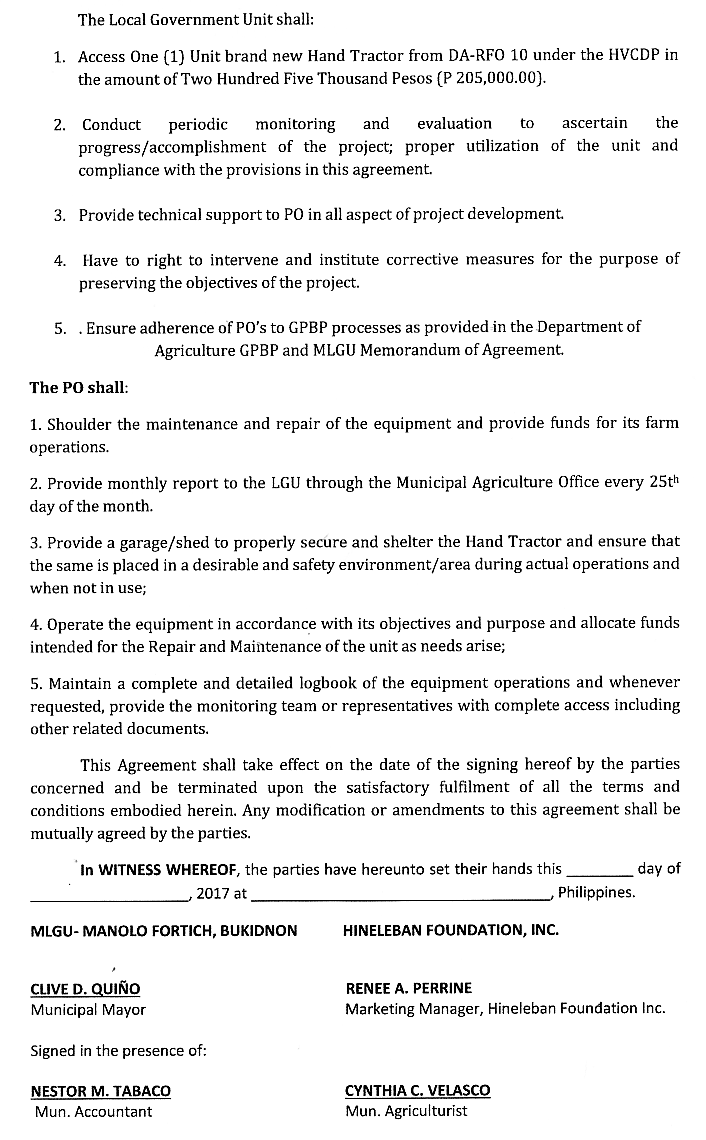 The Local Government Unit shall:
1. Access One (1) Unit brand new Hand Tractor from DA-RFO 10 under the HVCDP in
the amount of Two Hundred Five Thousand Pesos (P 205,000.00).
2. Conduct periodic monitoring and evaluation to ascertain the
progress/accomplishment of the project; proper utilization of the unit and
compliance with the provisions in this agreement.
3. Provide technical support to PO in all aspect of project development.
4. Have to right to intervene and institute corrective measures for the purpose of
preserving the objectives of the project.
5. . Ensure adherence of PO's to GPBP processes as provided in the Department of
Agriculture GPBP and MLGU Memorandum of Agreement.
The PO shall:
1. Shoulder the maintenance and repair of the equipment and provide funds for its farm
operations.
2. Provide monthly report to the LGU through the Municipal Agriculture Office every 25th
day of the month.
3. Provide a garage/shed to properly secure and shelter the Hand Tractor and ensure that
the same is placed in a desirable and safety environment/area during actual operations and
when not in use;
4. Operate the equipment in accordance with its objectives and purpose and allocate funds
intended for the Repair and Maintenance of the unit as needs arise;
5. Maintain a complete and detailed logbook of the equipment operations and whenever
requested, provide the monitoring team or representatives with complete access including
other related documents.
This Agreement shall take effect on the date of the signing hereof by the parties
concerned and be terminated upon the satisfactory fulfilment of all the terms and
conditions embodied herein. Any modification or amendments to this agreement shall be
mutually agreed by the parties.
In WITNESS WHEREOF, the parties have hereunto set their hands this ________ day of
___________________, 2017 at ___________________________________, Philippines.
MLGU- MANOLO FORTICH, BUKIDNON HINELEBAN FOUNDATION, INC.
CLIVE D. QUIÑO RENEE A. PERRINE
Municipal Mayor Marketing Manager, Hineleban Foundation Inc.
Signed in the presence of:
NESTOR M. TABACO CYNTHIA C. VELASCO
Mun. Accountant Mun. Agriculturist